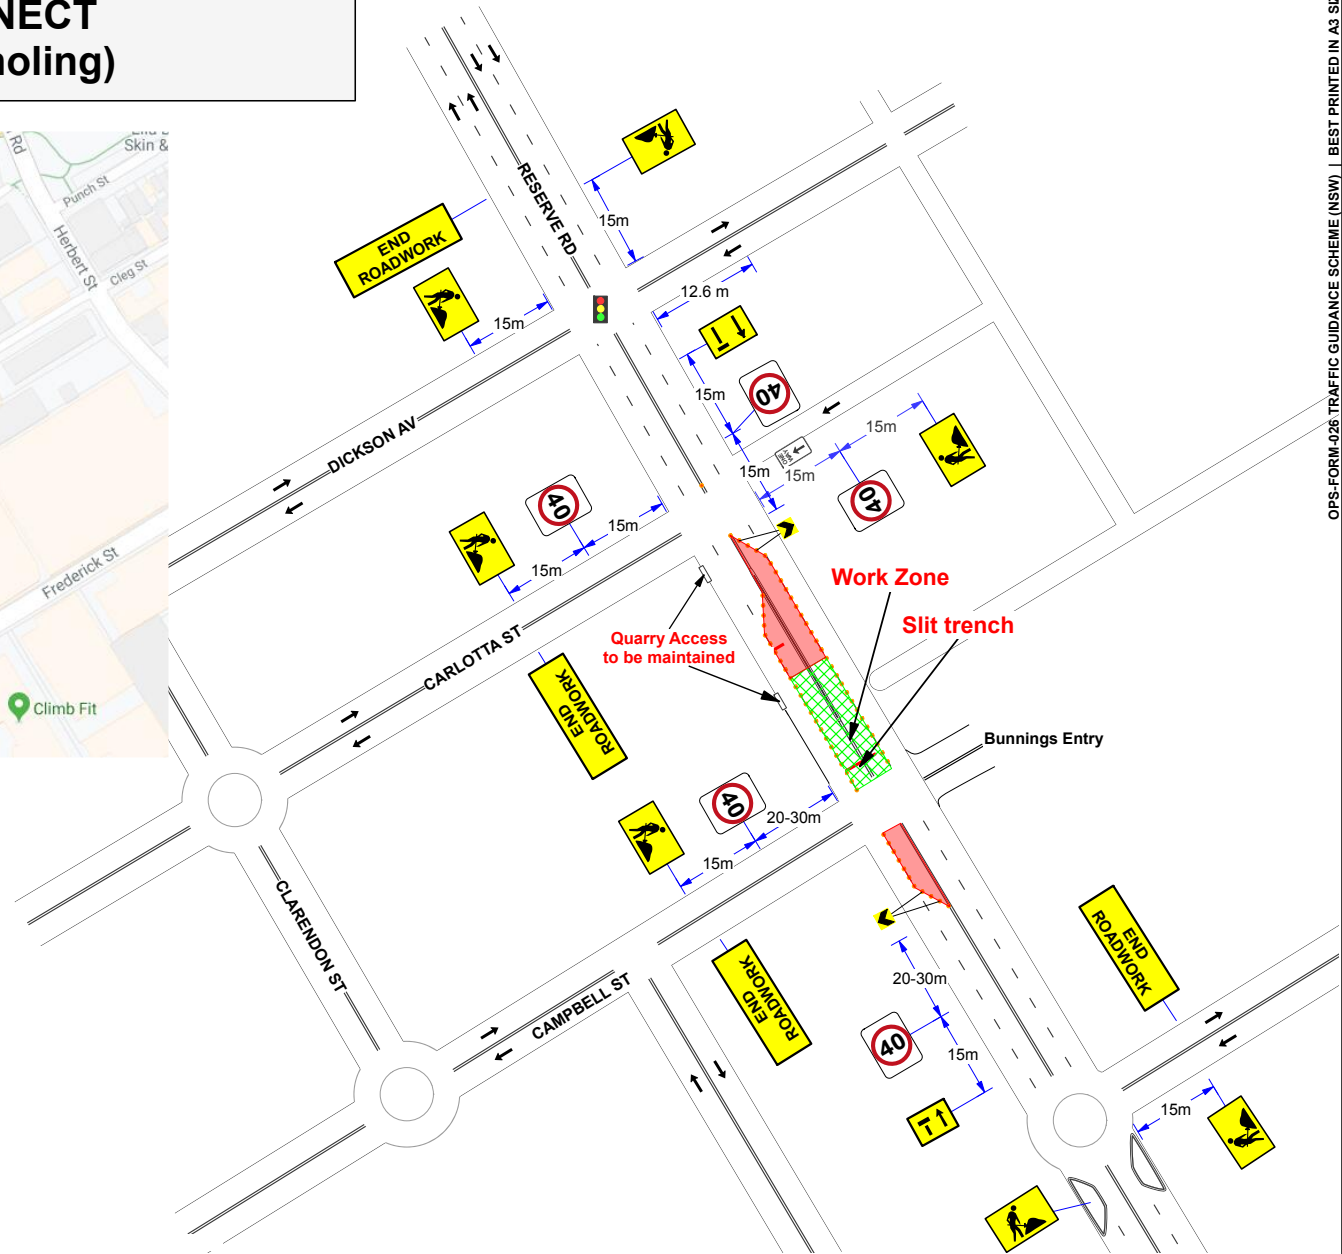 NECT
noling)
Skin &
Rd
Punch St
Herbert St
Cleg St
Frederick St
Climb Fit
RESERVE RD
15m
END
ROADWORK
15m
12.6 m
15m
40
15m
15m
15m
40
DICKSON AV
40
15m
15m
Work Zone
Slit trench
Quarry Access
to be maintained
CARLOTTA ST
END
ROADWORK
Bunnings Entry
40
20-30m
15m
CLARENDON ST
END
ROADWORK
END
ROADWORK
20-30m
40
15m
CAMPBELL ST
15m
OPS-FORM-026 TRAFFIC GUIDANCE SCHEME (NSW) | BEST PRINTED IN A3